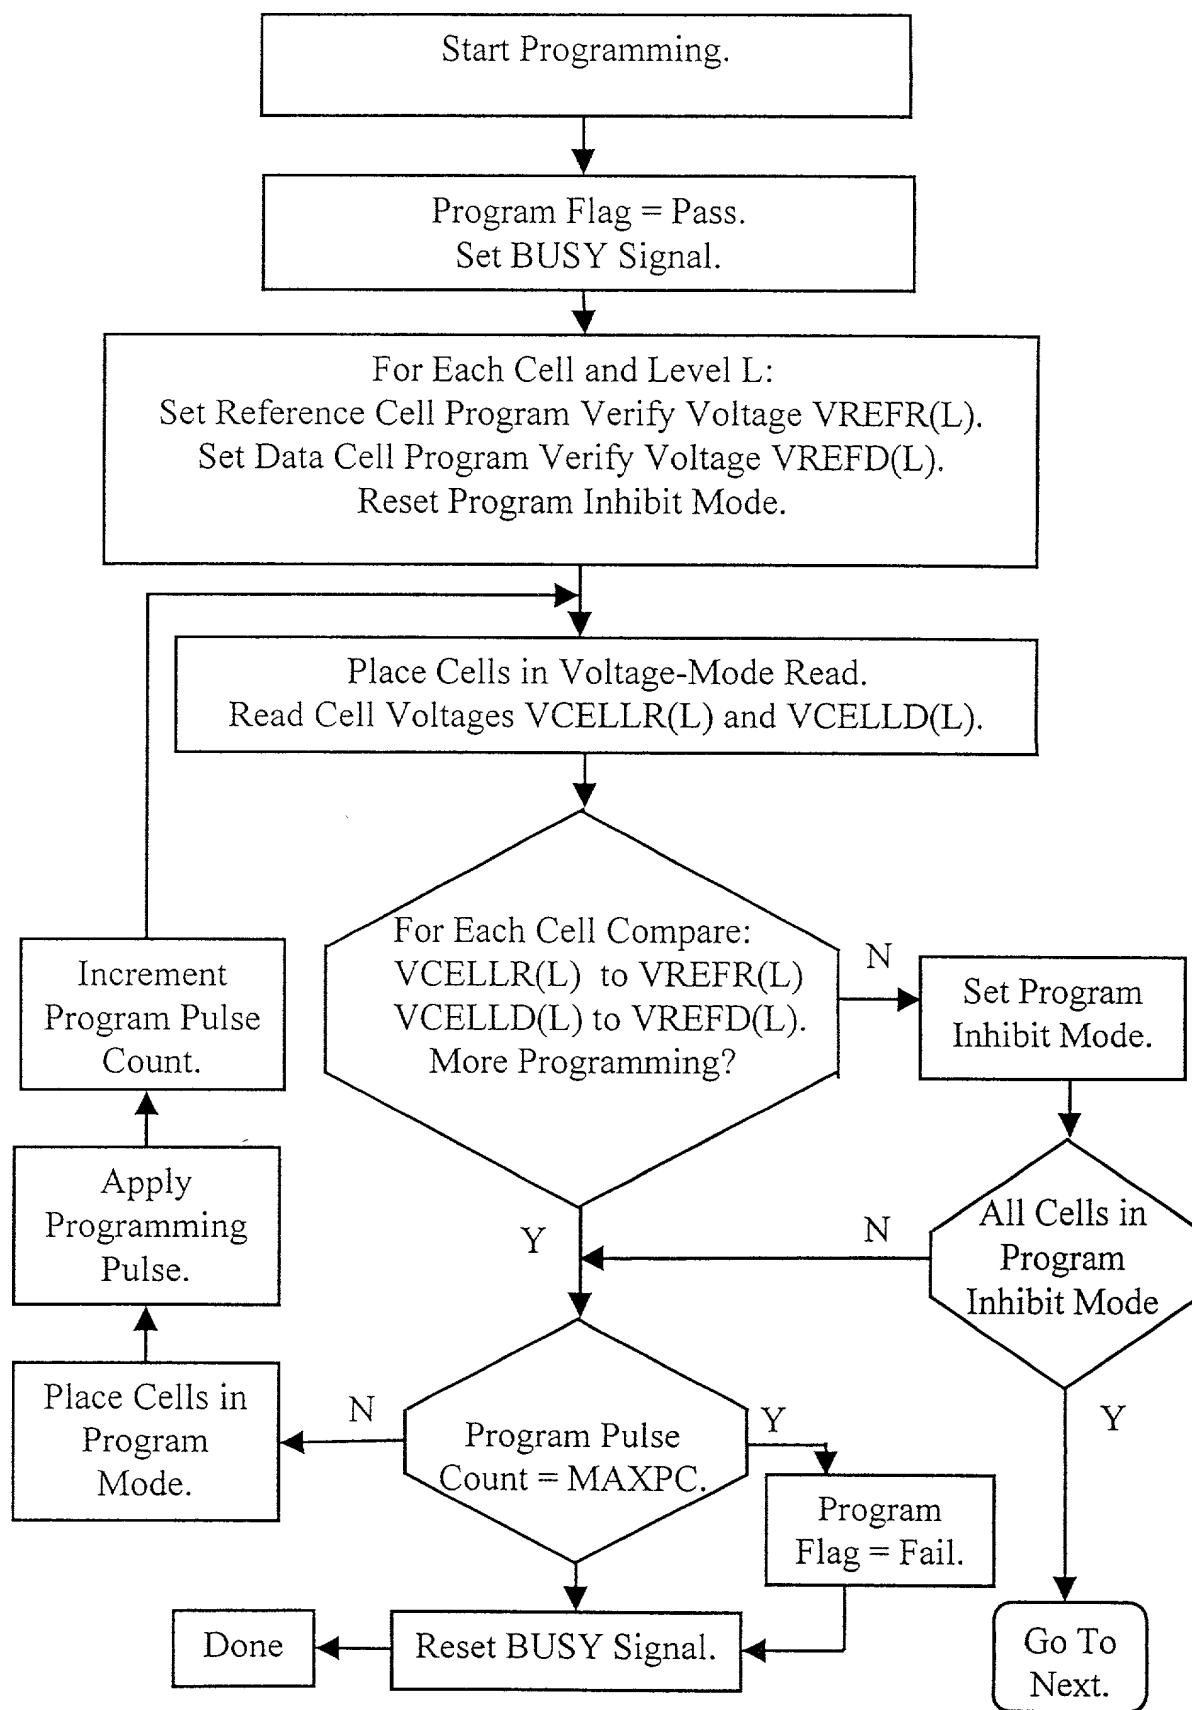 Start Programming.
Program Flag = Pass.
Set BUSY Signal.
For Each Cell and Level L:
Set Reference Cell Program Verify Voltage VREFR(L).
Set Data Cell Program Verify Voltage VREFD(L).
Reset Program Inhibit Mode.
Place Cells in Voltage-Mode Read.
Read Cell Voltages VCELLR(L) and VCELLD(L).
For Each Cell Compare:
VCELLR(L) to VREFR(L)
VCELLD(L) to VREFD(L).
More Programming?
N
Set Program
Inhibit Mode.
Increment
Program Pulse
Count.
Apply
Programming
Pulse.
Y
N
All Cells in
Program
Inhibit Mode
Place Cells in
Program
Mode.
N
Program Pulse
Count = MAXPC.
Y
Y
Program
Flag = Fail.
Done
Reset BUSY Signal.
Go To
Next.